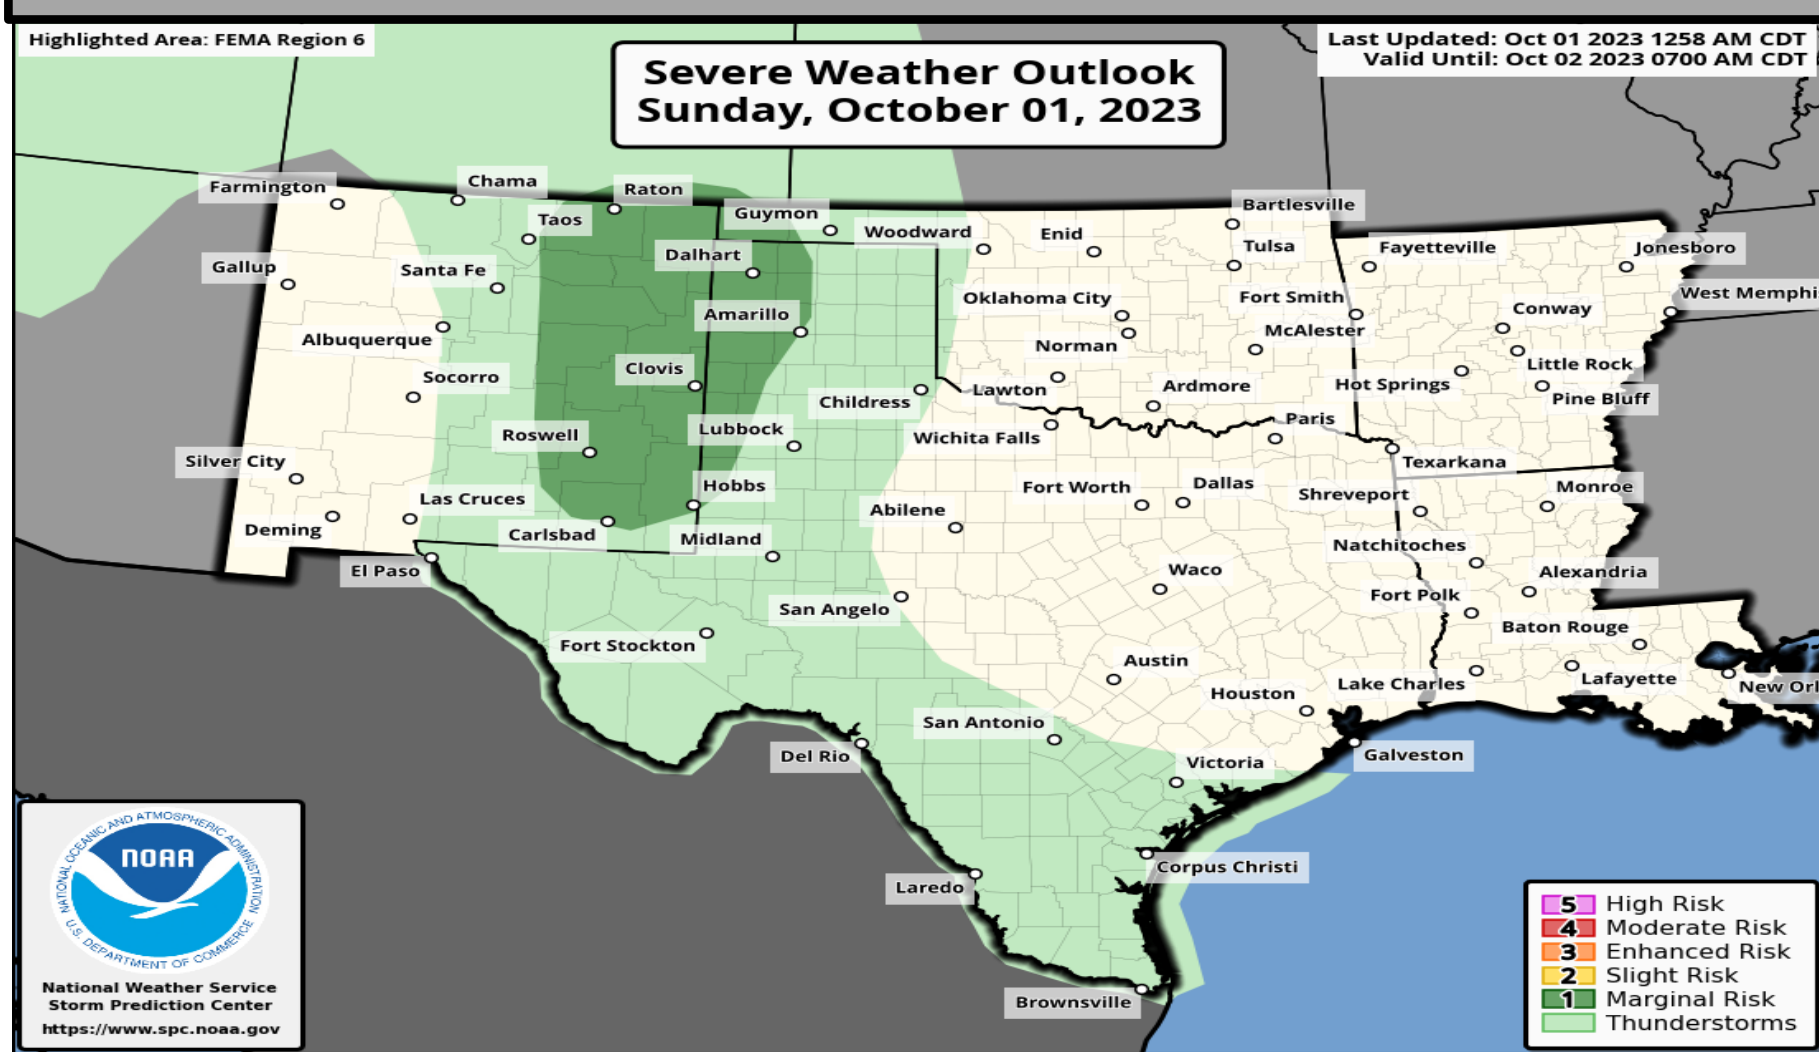 Highlighted Area: FEMA Region 6
Severe Weather Outlook
Sunday, October 01, 2023
Last Updated: Oct 01 2023 1258 AM CDT
Valid Until: Oct 02 2023 0700 AM CDT
Farmington
Chama
Raton
Taos
Guymon
Woodward
Enid
Bartlesville
Tulsa
Fayetteville
Jonesboro
Gallup
Santa Fe
Dalhart
Oklahoma City
Fort Smith
Conway
West Memphi
Albuquerque
Amarillo
Norman
McAlester
Little Rock
Socorro
Clovis
Childress
Lawton
Ardmore
Hot Springs
Pine Bluff
Roswell
Lubbock
Wichita Falls
Paris
Texarkana
Silver City
Las Cruces
Hobbs
Abilene
Fort Worth
Dallas
Shreveport
Monroe
Deming
Carlsbad
Midland
Natchitoches
El Paso
San Angelo
Waco
Fort Polk
Alexandria
Fort Stockton
Austin
Baton Rouge
Houston
Lake Charles
Lafayette
New Orl
San Antonio
Del Rio
Victoria
Galveston
Laredo
Corpus Christi
Brownsville
NATIONAL OCEANIC AND ATMOSPHERIC ADMINISTRATION
NOAA
U.S. DEPARTMENT OF COMMERCE
National Weather Service
Storm Prediction Center
https://www.spc.noaa.gov
5 High Risk
4 Moderate Risk
3 Enhanced Risk
2 Slight Risk
1 Marginal Risk
Thunderstorms